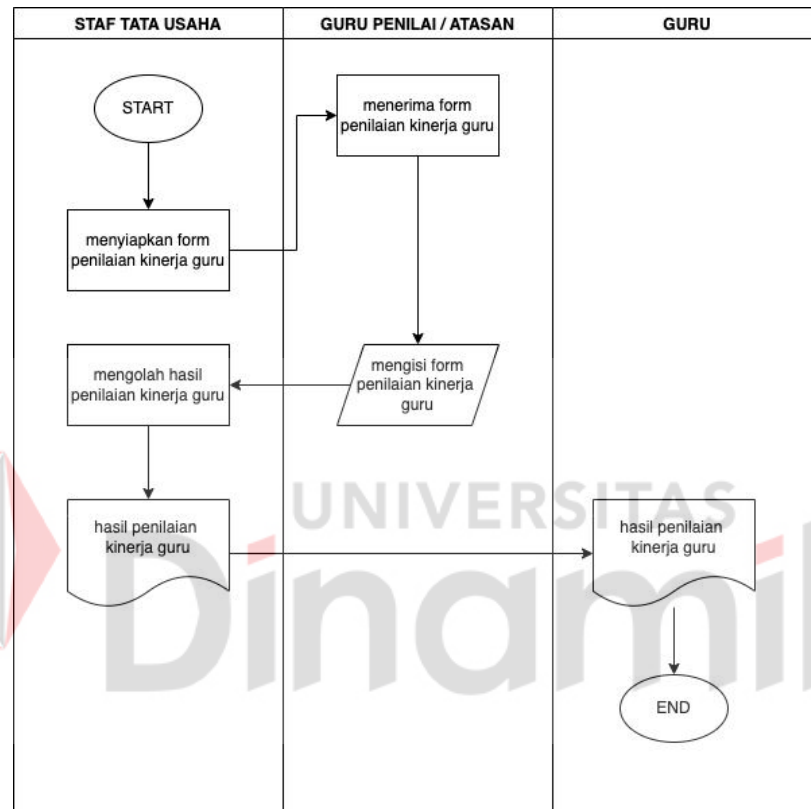 STAF TATA USAHA
GURU PENILAI / ATASAN
GURU
START
menerima form
penilaian kinerja guru
menyiapkan form
penilaian kinerja guru
mengolah hasil
penilaian kinerja guru
mengisi form
penilaian kinerja
guru
hasil penilaian
kinerja guru
hasil penilaian
kinerja guru
END
UNIVERSITAS